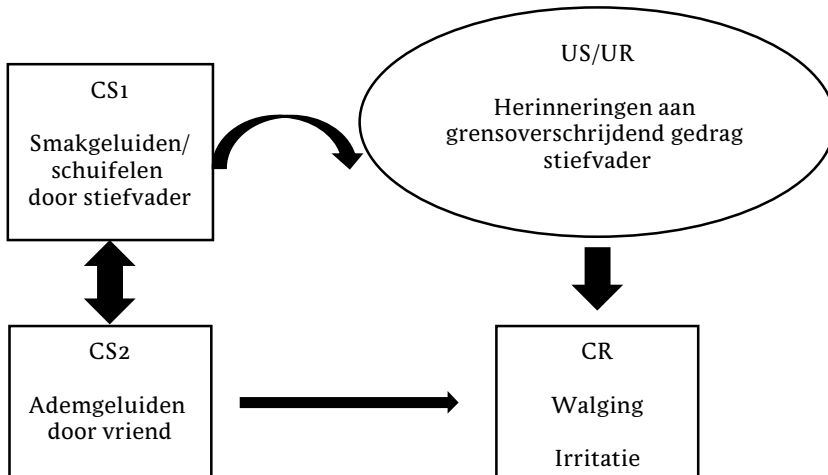 CS1
Smakgeluiden/
schuifelen
door stiefvader
US/UR
Herinneringen aan
grensoverschrijdend gedrag
stiefvader
CS2
Ademgeluiden
door vriend
CR
Walging
Irritatie